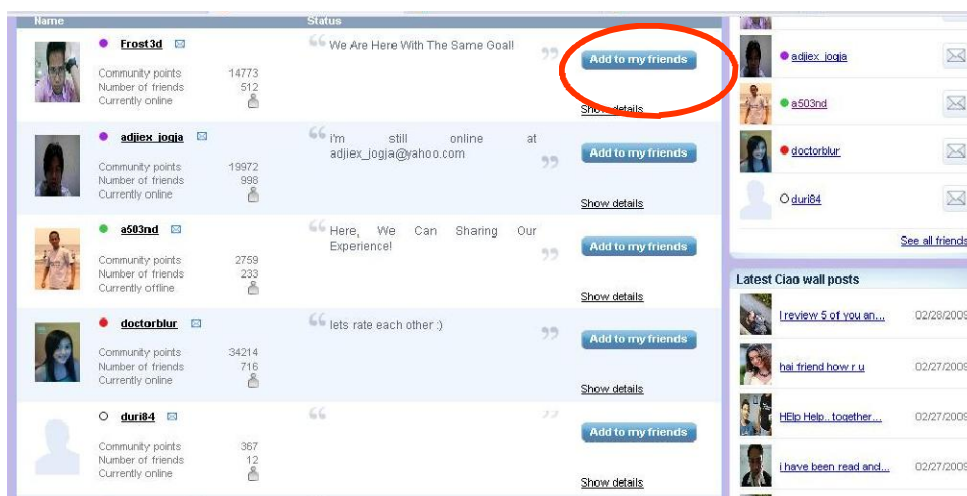 Name Status
Frost3d
We Are Here With The Same Goal!
Add to my friends
Community points 14773
Number of friends 512
Currently online
Show details
adjiex_jogja
i'm still online at
adjiex_jogja@yahoo.com
Add to my friends
Community points 19972
Number of friends 998
Currently online
Show details
a503nd
Here, We Can Sharing Our
Experience!
Add to my friends
Community points 2759
Number of friends 233
Currently offline
Show details
doctorblur
lets rate each other :)
Add to my friends
Community points 34214
Number of friends 716
Currently online
Show details
duri84
Add to my friends
Community points 367
Number of friends 12
Currently online
Show details
adjiex_jogja
a503nd
doctorblur
duri84
See all friends
Latest Ciao wall posts
I review 5 of you an... 02/28/2009
hai friend how r u 02/27/2009
HElp Help.. together... 02/27/2009
i have been read and... 02/27/2009